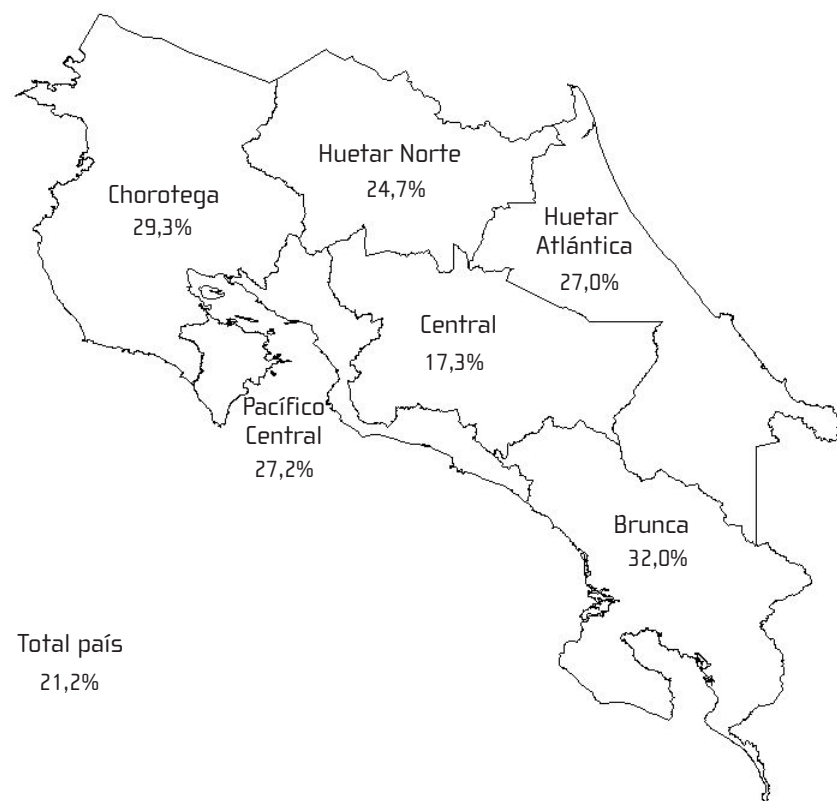 Huetar Norte
24,7%
Chorotega
29,3%
Huetar
Atlántica
27,0%
Central
17,3%
Pacífico
Central
27,2%
Brunca
32,0%
Total país
21,2%